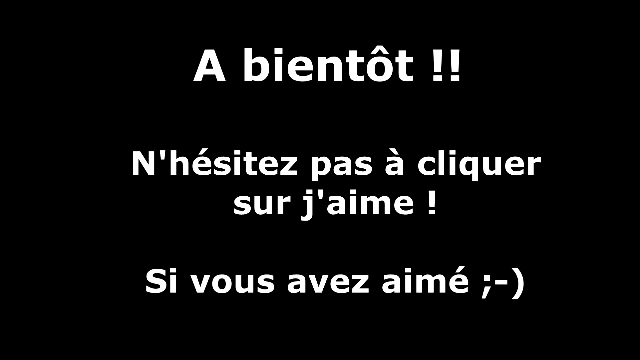 A bientôt !!
N'hésitez pas à cliquer
sur j'aime !
Si vous avez aimé ;-)